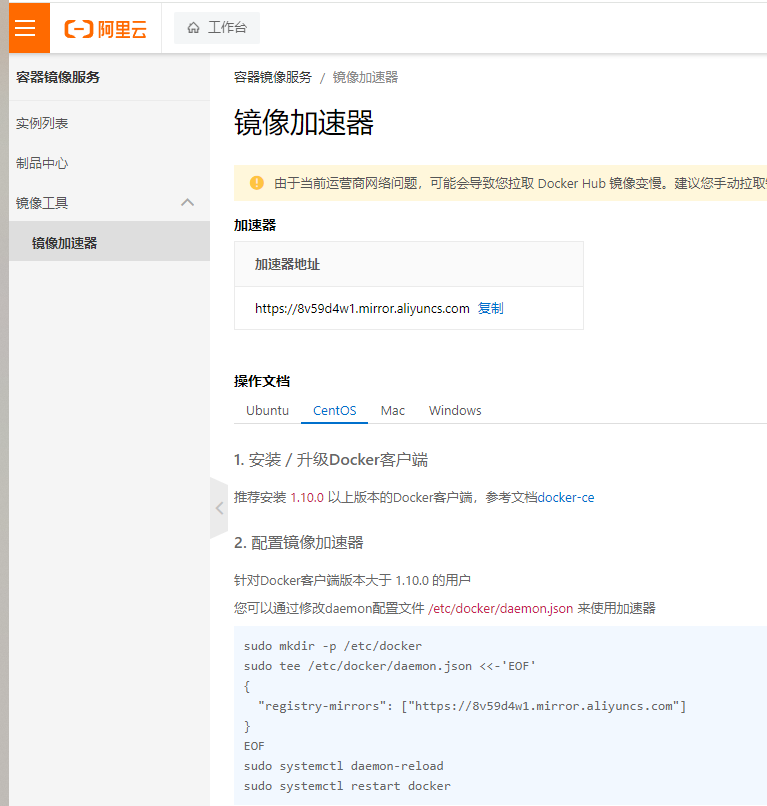 阿里云
工作台
容器镜像服务
实例列表
制品中心
镜像工具
镜像加速器
容器镜像服务 / 镜像加速器
镜像加速器
由于当前运营商网络问题，可能会导致您拉取 Docker Hub 镜像变慢。建议您手动拉取
加速器
加速器地址
https://8v59d4w1.mirror.aliyuncs.com 复制
操作文档
Ubuntu CentOS Mac Windows
1. 安装 / 升级Docker客户端
推荐安装 1.10.0 以上版本的Docker客户端，参考文档docker-ce
2. 配置镜像加速器
针对Docker客户端版本大于 1.10.0 的用户
您可以通过修改daemon配置文件 /etc/docker/daemon.json 来使用加速器
sudo mkdir -p /etc/docker
sudo tee /etc/docker/daemon.json <<-'EOF'
{
"registry-mirrors": ["https://8v59d4w1.mirror.aliyuncs.com"]
}
EOF
sudo systemctl daemon-reload
sudo systemctl restart docker